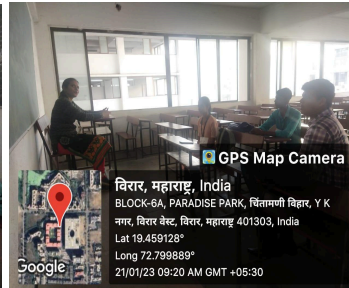 GPS Map Camera
विरार, महाराष्ट्र, India
BLOCK-6A, PARADISE PARK, चिंतामणी विहार, Y K
नगर, विरार वेस्ट, विरार, महाराष्ट्र 401303, India
Lat 19.459128°
Long 72.799889°
21/01/23 09:20 AM GMT +05:30
Google